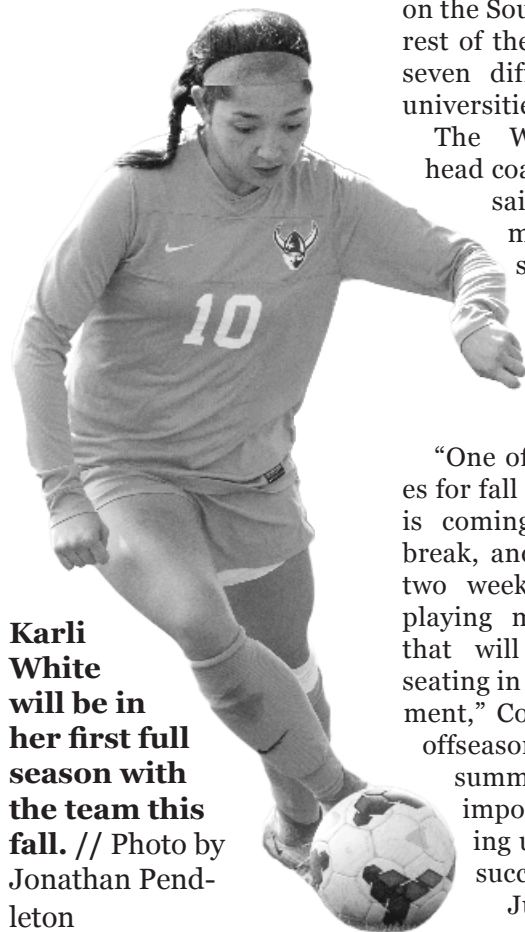 10
Karli
White
will be in
her first full
season with
the team this
fall. // Photo by
Jonathan Pend-
leton
on the Sou
rest of the
seven diff
universitie
The W
head coa
sai
m
s
“One of
es for fall
is coming
break, and
two week
playing m
that will
seating in
ment,” Co
offseason
summ
impo
ing u
succ
Ju